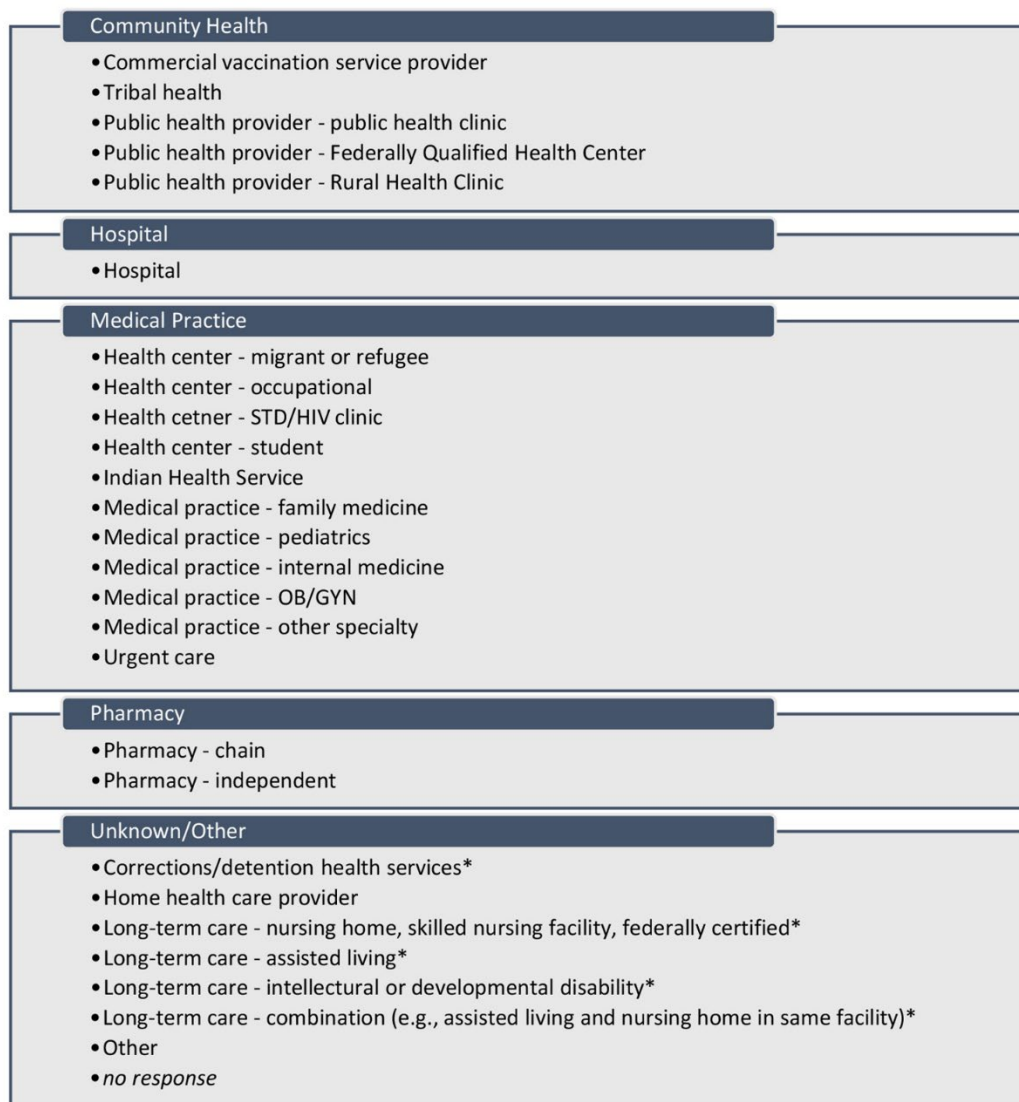 Community Health
•Commercial vaccination service provider
•Tribal health
•Public health provider - public health clinic
•Public health provider - Federally Qualified Health Center
•Public health provider - Rural Health Clinic
Hospital
•Hospital
Medical Practice
•Health center - migrant or refugee
•Health center - occupational
•Health cetner - STD/HIV clinic
•Health center - student
•Indian Health Service
•Medical practice - family medicine
•Medical practice - pediatrics
•Medical practice - internal medicine
•Medical practice - OB/GYN
•Medical practice - other specialty
•Urgent care
Pharmacy
•Pharmacy - chain
•Pharmacy - independent
Unknown/Other
•Corrections/detention health services*
•Home health care provider
•Long-term care - nursing home, skilled nursing facility, federally certified*
•Long-term care - assisted living*
•Long-term care - intellectural or developmental disability*
•Long-term care - combination (e.g., assisted living and nursing home in same facility)*
•Other
•no response